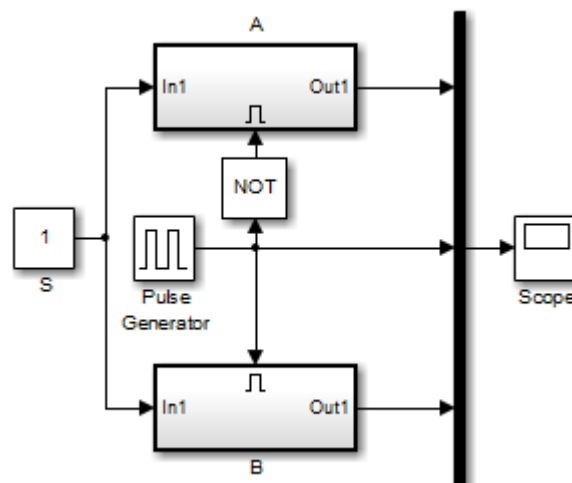 A
In1
Out1
NOT
1
S
Pulse
Generator
Scope
In1
Out1
B